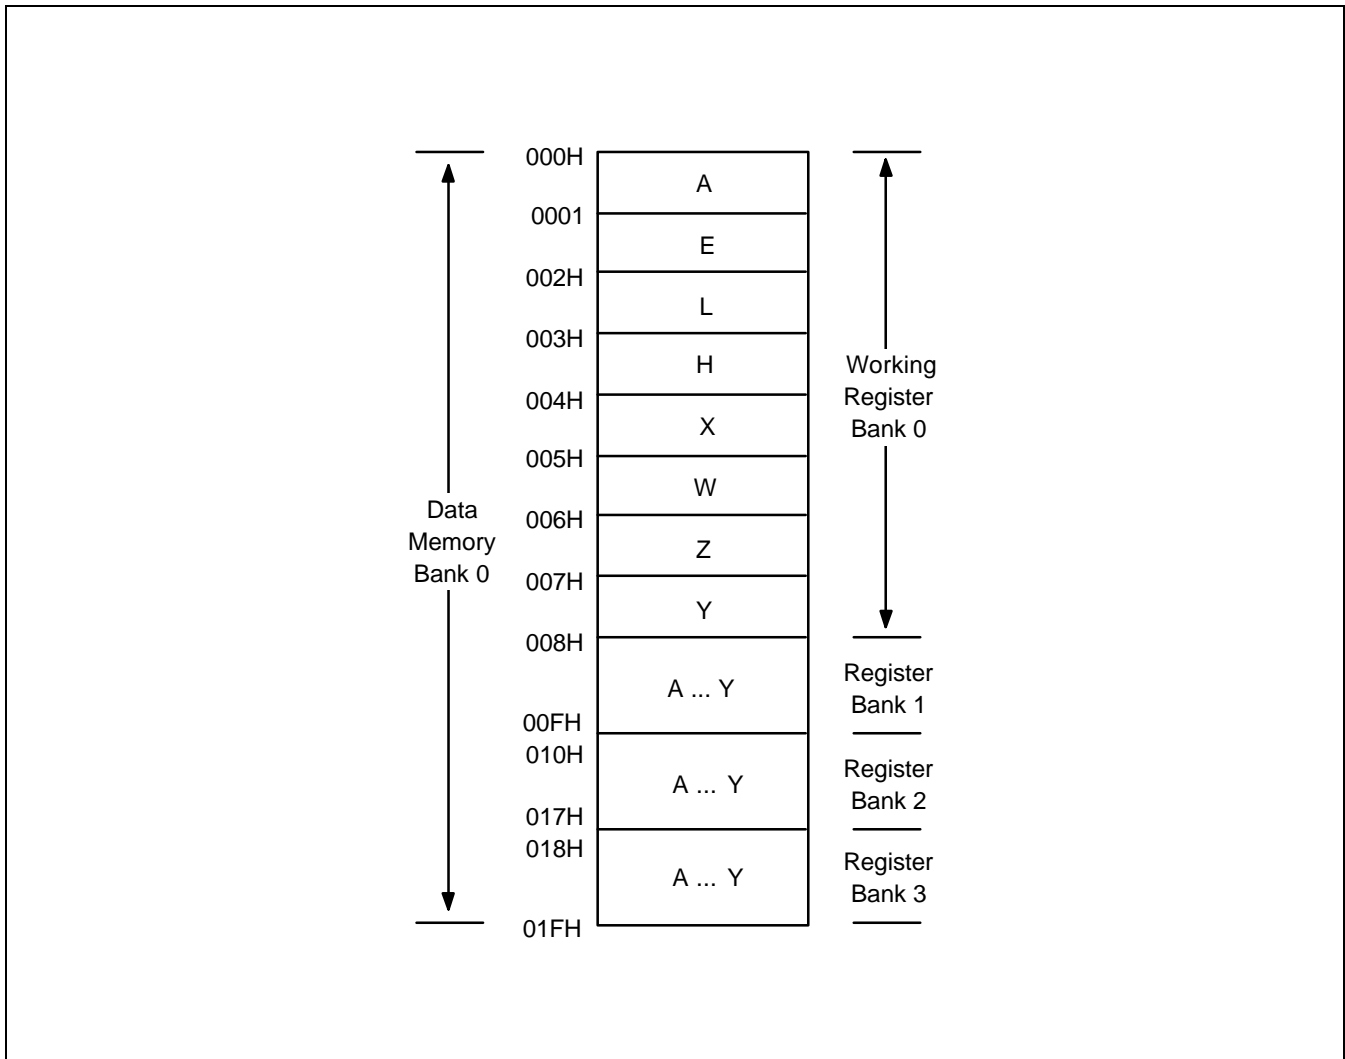 000H
A
0001
E
002H
L
003H
H
004H
X
005H
W
006H
Z
007H
Y
008H
A ... Y
00FH
010H
A ... Y
017H
018H
A ... Y
01FH
Data
Memory
Bank 0
Working
Register
Bank 0
Register
Bank 1
Register
Bank 2
Register
Bank 3